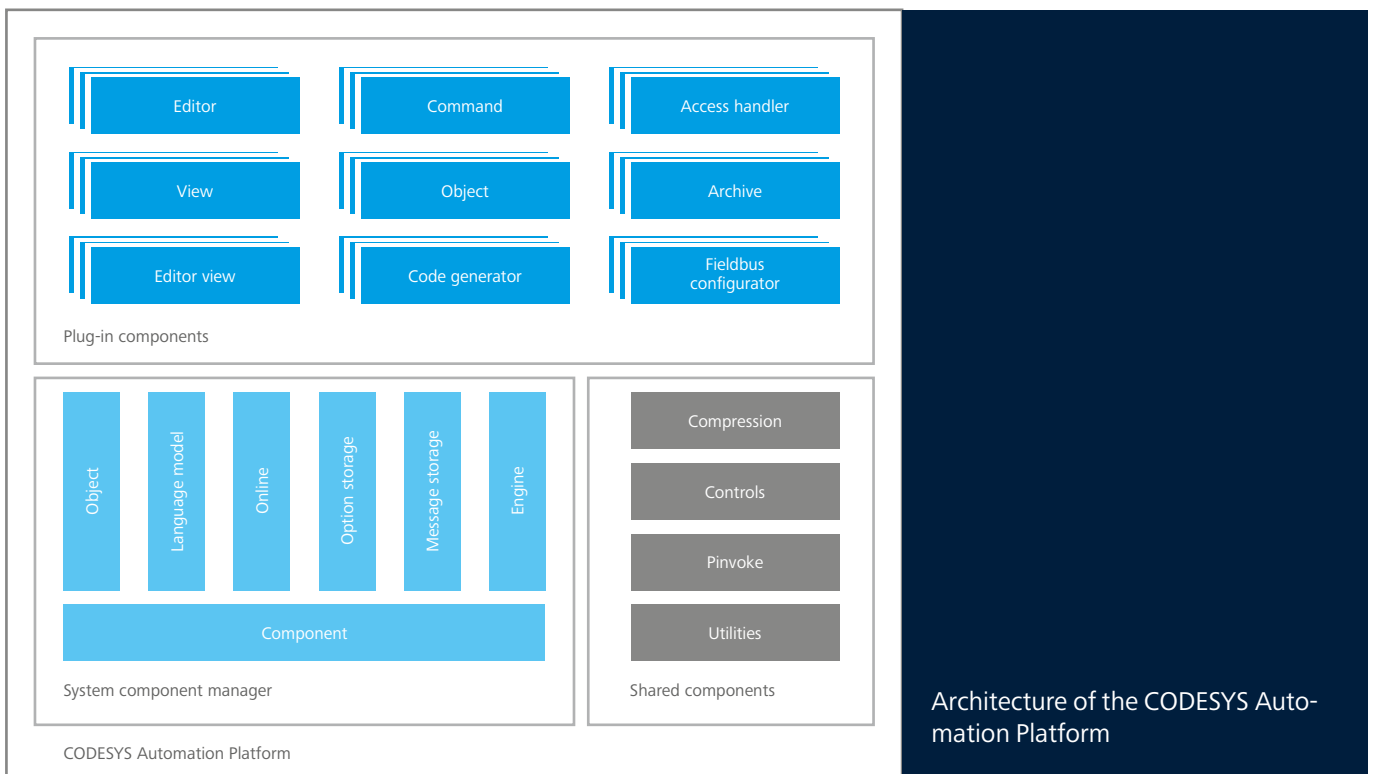 Editor
Command
Access handler
View
Object
Archive
Editor view
Code generator
Fieldbus
configurator
Plug-in components
Object
Language model
Online
Option storage
Message storage
Engine
Component
System component manager
Compression
Controls
Pinvoke
Utilities
Shared components
CODESYS Automation Platform
Architecture of the CODESYS Auto-
mation Platform